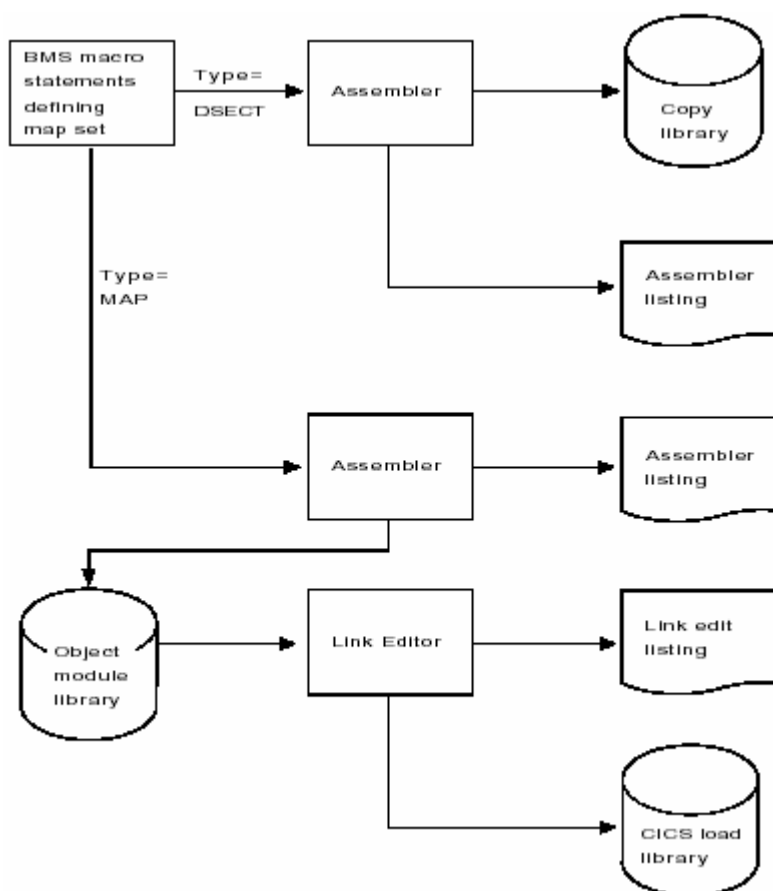 BMS macro
statements
defining
map set
Type=
DSECT
Assembler
Copy
library
Assembler
listing
Type=
MAP
Assembler
Assembler
listing
Object
module
library
Link Editor
Link edit
listing
CICS load
library